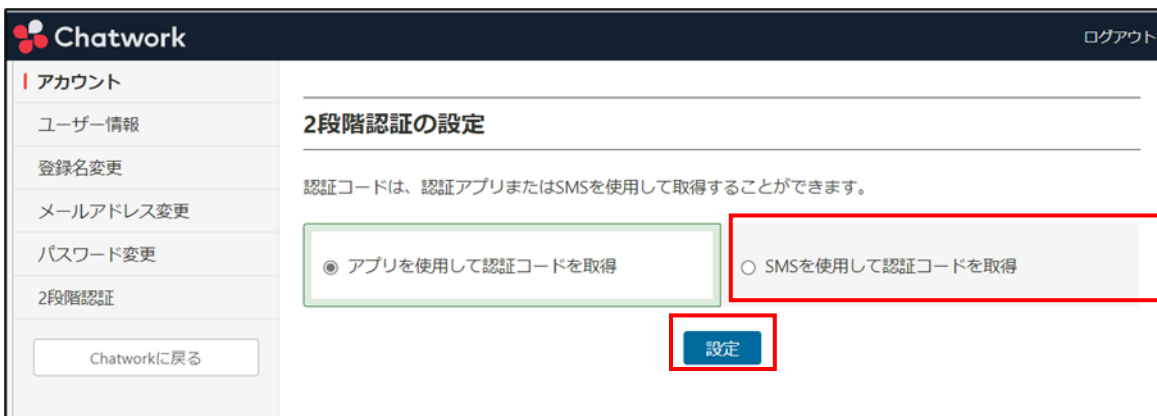 Chatwork
ログアウト
アカウント
ユーザー情報
登録名変更
メールアドレス変更
パスワード変更
2段階認証
Chatworkに戻る
2段階認証の設定
認証コードは、認証アプリまたはSMSを使用して取得することができます。
アプリを使用して認証コードを取得
SMSを使用して認証コードを取得
設定